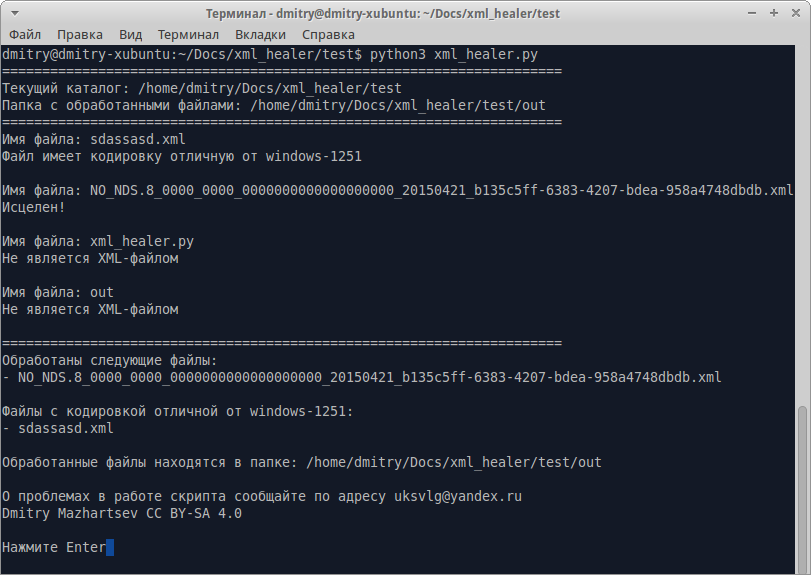 Терминал - dmitry@dmitry-xubuntu: ~/Docs/xml_healer/test
Файл Правка Вид Терминал Вкладки Справка
dmitry@dmitry-xubuntu:~/Docs/xml_healer/test$ python3 xml_healer.py
======================================================================
Текущий каталог: /home/dmitry/Docs/xml_healer/test
Папка с обработанными файлами: /home/dmitry/Docs/xml_healer/test/out
======================================================================
Имя файла: sdassasd.xml
Файл имеет кодировку отличную от windows-1251
Имя файла: NO_NDS.8_0000_0000_0000000000000000000_20150421_b135c5ff-6383-4207-bdea-958a4748dbdb.xml
Исцелен!
Имя файла: xml_healer.py
Не является XML-файлом
Имя файла: out
Не является XML-файлом
======================================================================
Обработаны следующие файлы:
- NO_NDS.8_0000_0000_0000000000000000000_20150421_b135c5ff-6383-4207-bdea-958a4748dbdb.xml
Файлы с кодировкой отличной от windows-1251:
- sdassasd.xml
Обработанные файлы находятся в папке: /home/dmitry/Docs/xml_healer/test/out
О проблемах в работе скрипта сообщайте по адресу uksvlg@yandex.ru
Dmitry Mazhartsev CC BY-SA 4.0
Нажмите Enter